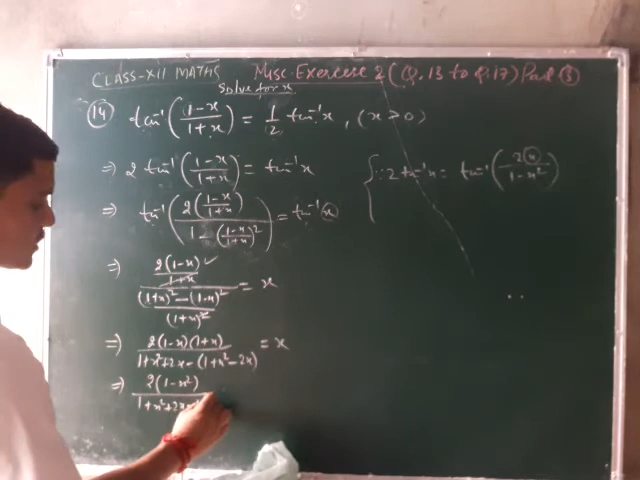 CLASS-XII MATHS Misc. Exercise 2 (Q.13 to Q.17) Part 3
Solve for x
(14) tan⁻¹((1-x)/(1+x)) = 1/2 tan⁻¹x, (x > 0)
⇒ 2 tan⁻¹((1-x)/(1+x)) = tan⁻¹x {∵ 2 tan⁻¹x = tan⁻¹(2x/(1-x²))
⇒ tan⁻¹(2((1-x)/(1+x))/(1-((1-x)/(1+x))²)) = tan⁻¹x
⇒ (2(1-x)/(1+x))/(((1+x)²-(1-x)²)/(1+x)²) = x
⇒ 2(1-x)(1+x)/(1+x²+2x-(1+x²-2x)) = x
⇒ 2(1-x²)/(1+x²+2x-